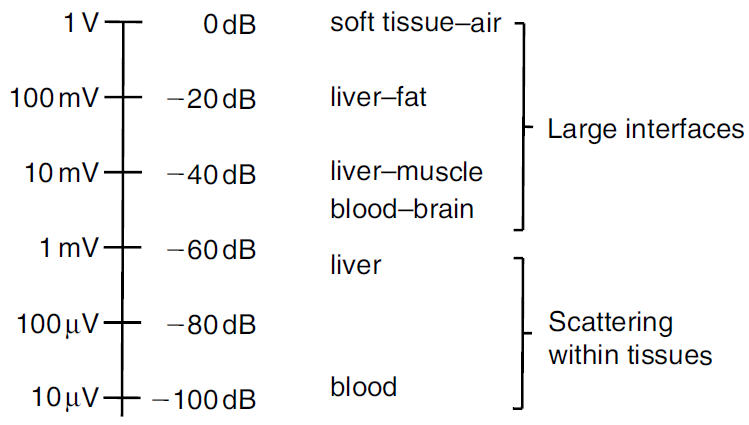 1 V 0 dB soft tissue–air
100 mV −20 dB liver–fat
Large interfaces
10 mV −40 dB liver–muscle
blood–brain
1 mV −60 dB
liver
100 μV −80 dB
Scattering
within tissues
10 μV −100 dB blood